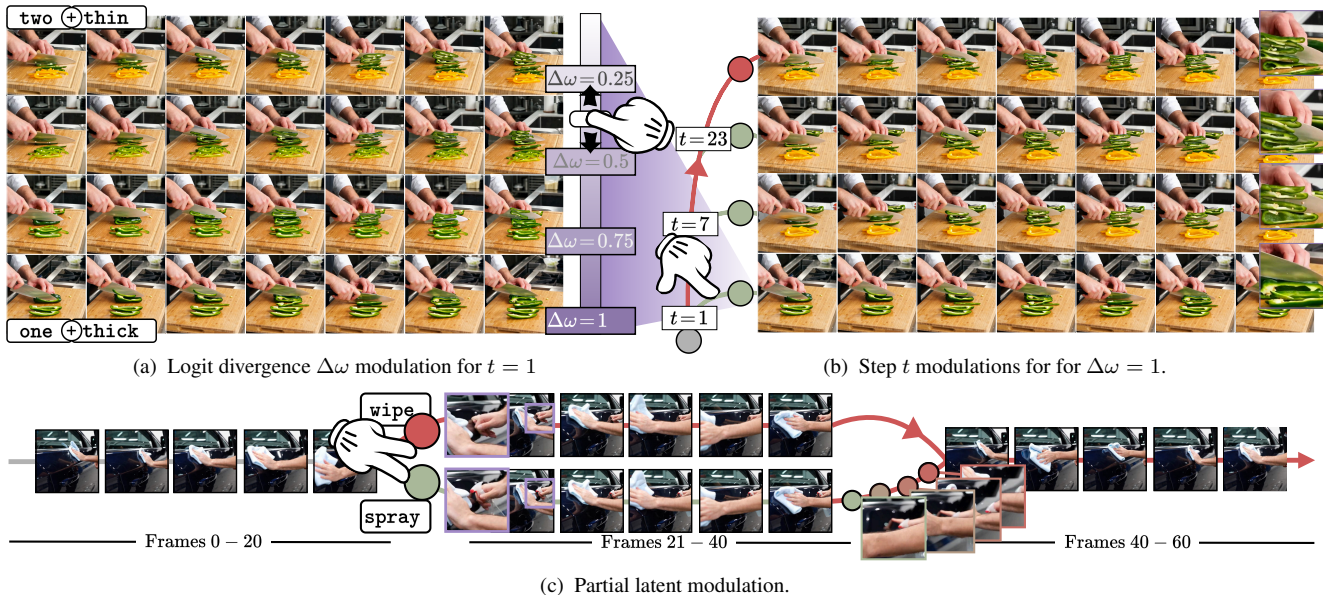 two + thin
Δω=0.25
Δω=0.5
Δω=0.75
Δω=1
one + thick
t=23
t=7
t=1
(a) Logit divergence Δω modulation for t = 1
(b) Step t modulations for for Δω = 1.
wipe
spray
Frames 0 − 20
Frames 21 − 40
Frames 40 − 60
(c) Partial latent modulation.